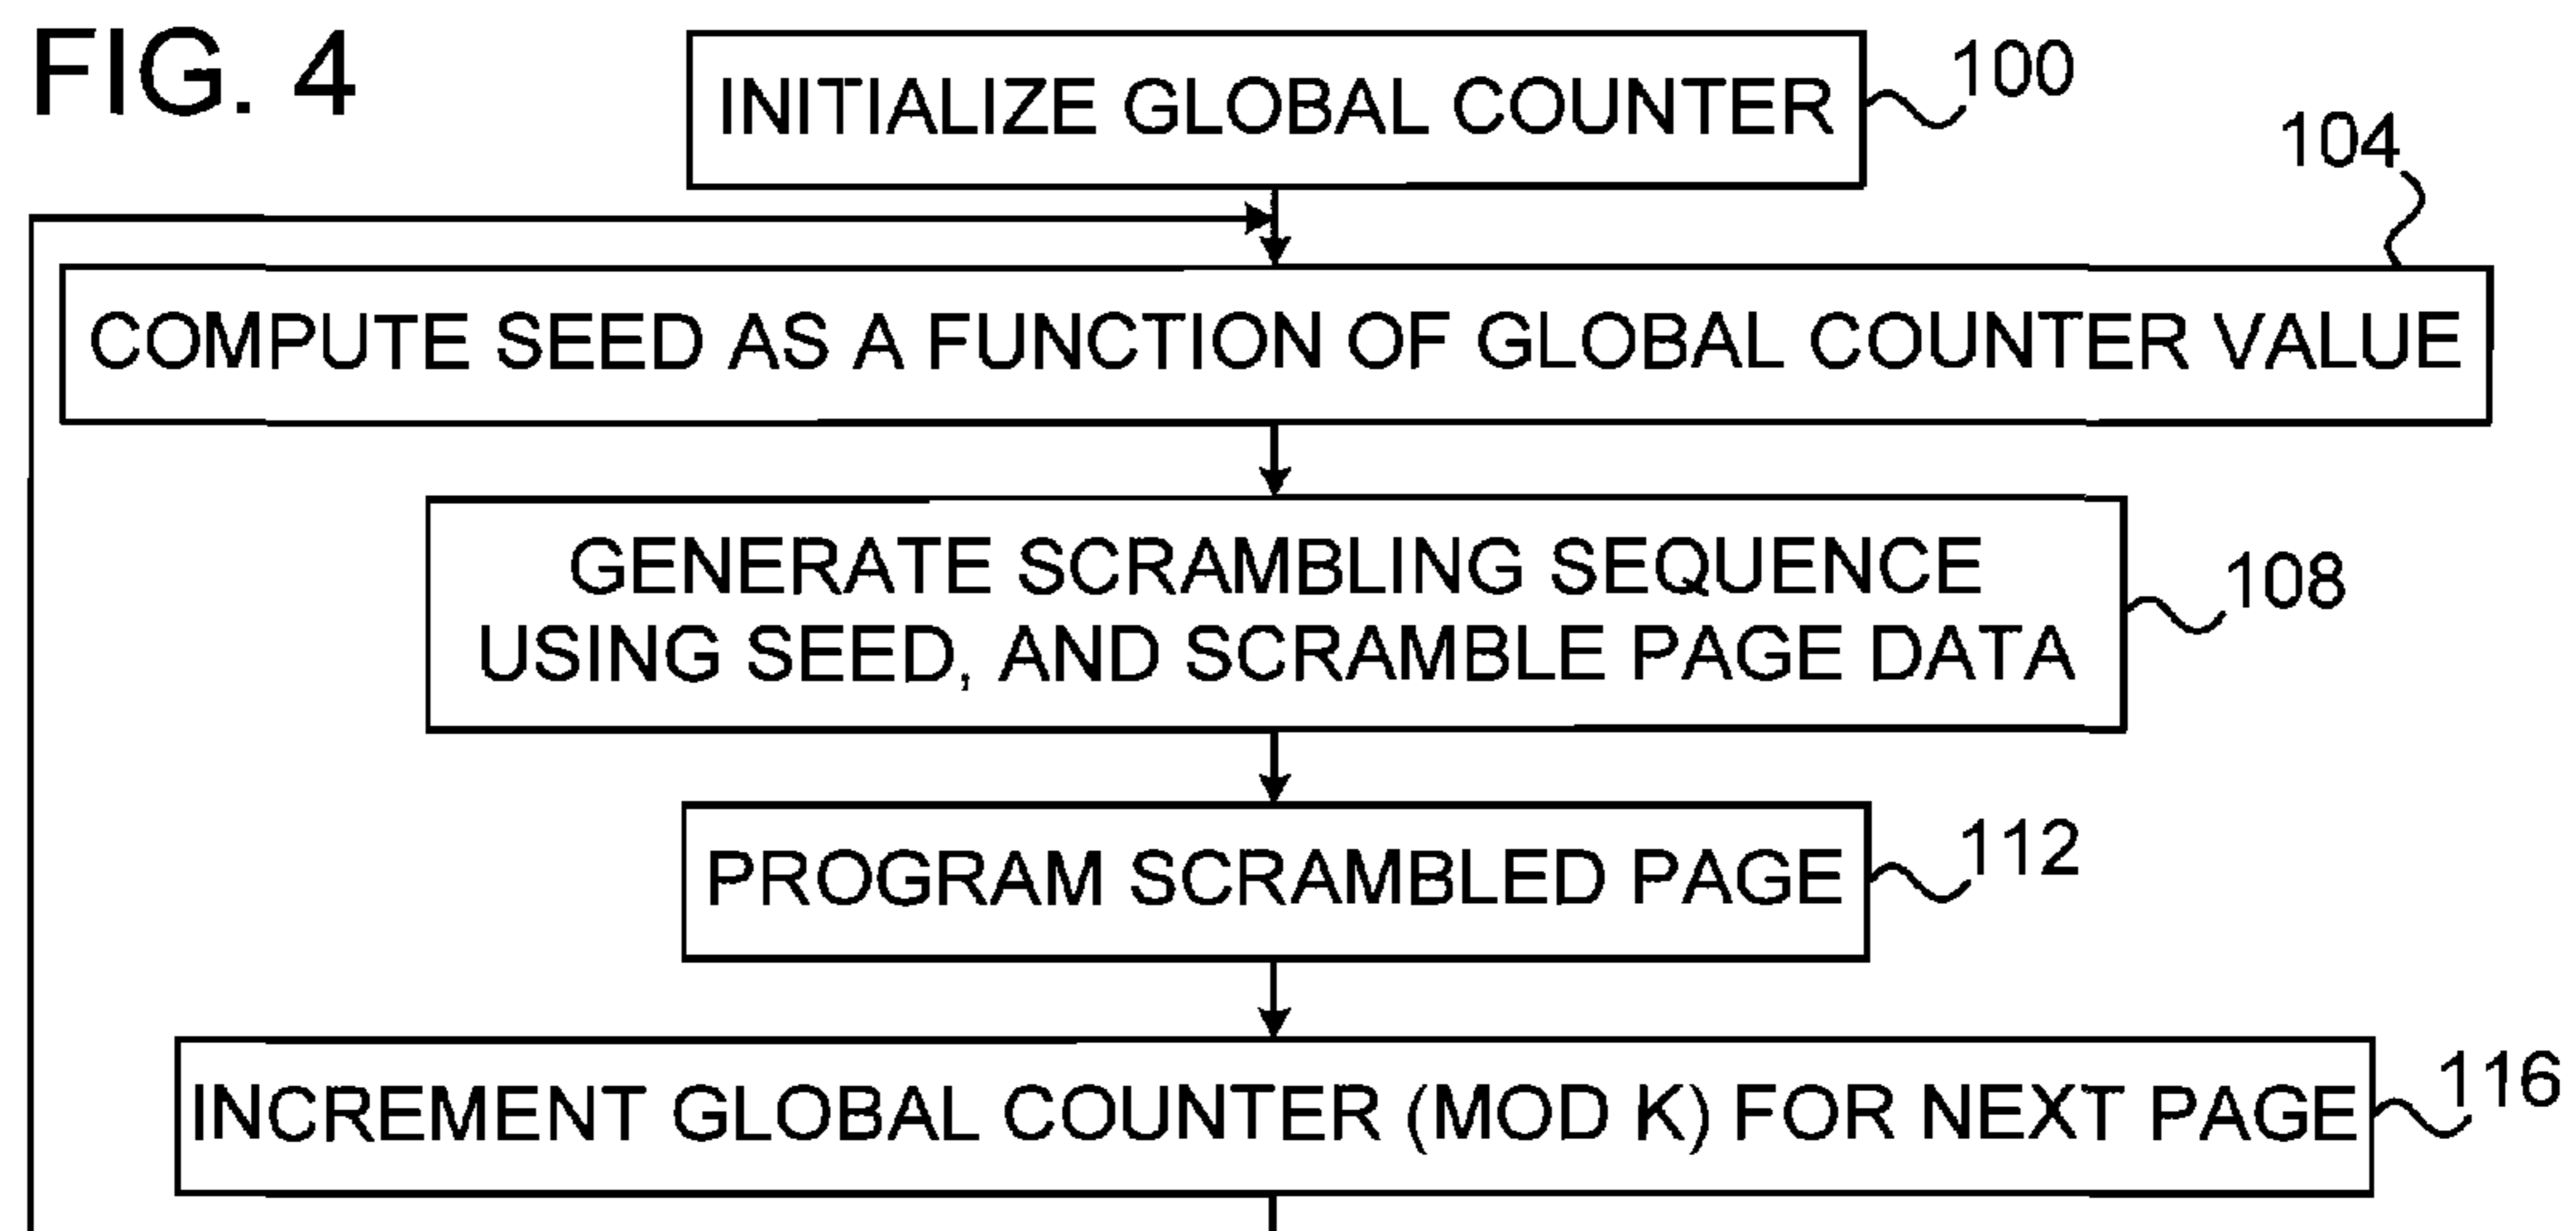 FIG. 4
INITIALIZE GLOBAL COUNTER
100
104
COMPUTE SEED AS A FUNCTION OF GLOBAL COUNTER VALUE
GENERATE SCRAMBLING SEQUENCE
USING SEED, AND SCRAMBLE PAGE DATA
108
PROGRAM SCRAMBLED PAGE
112
INCREMENT GLOBAL COUNTER (MOD K) FOR NEXT PAGE
116